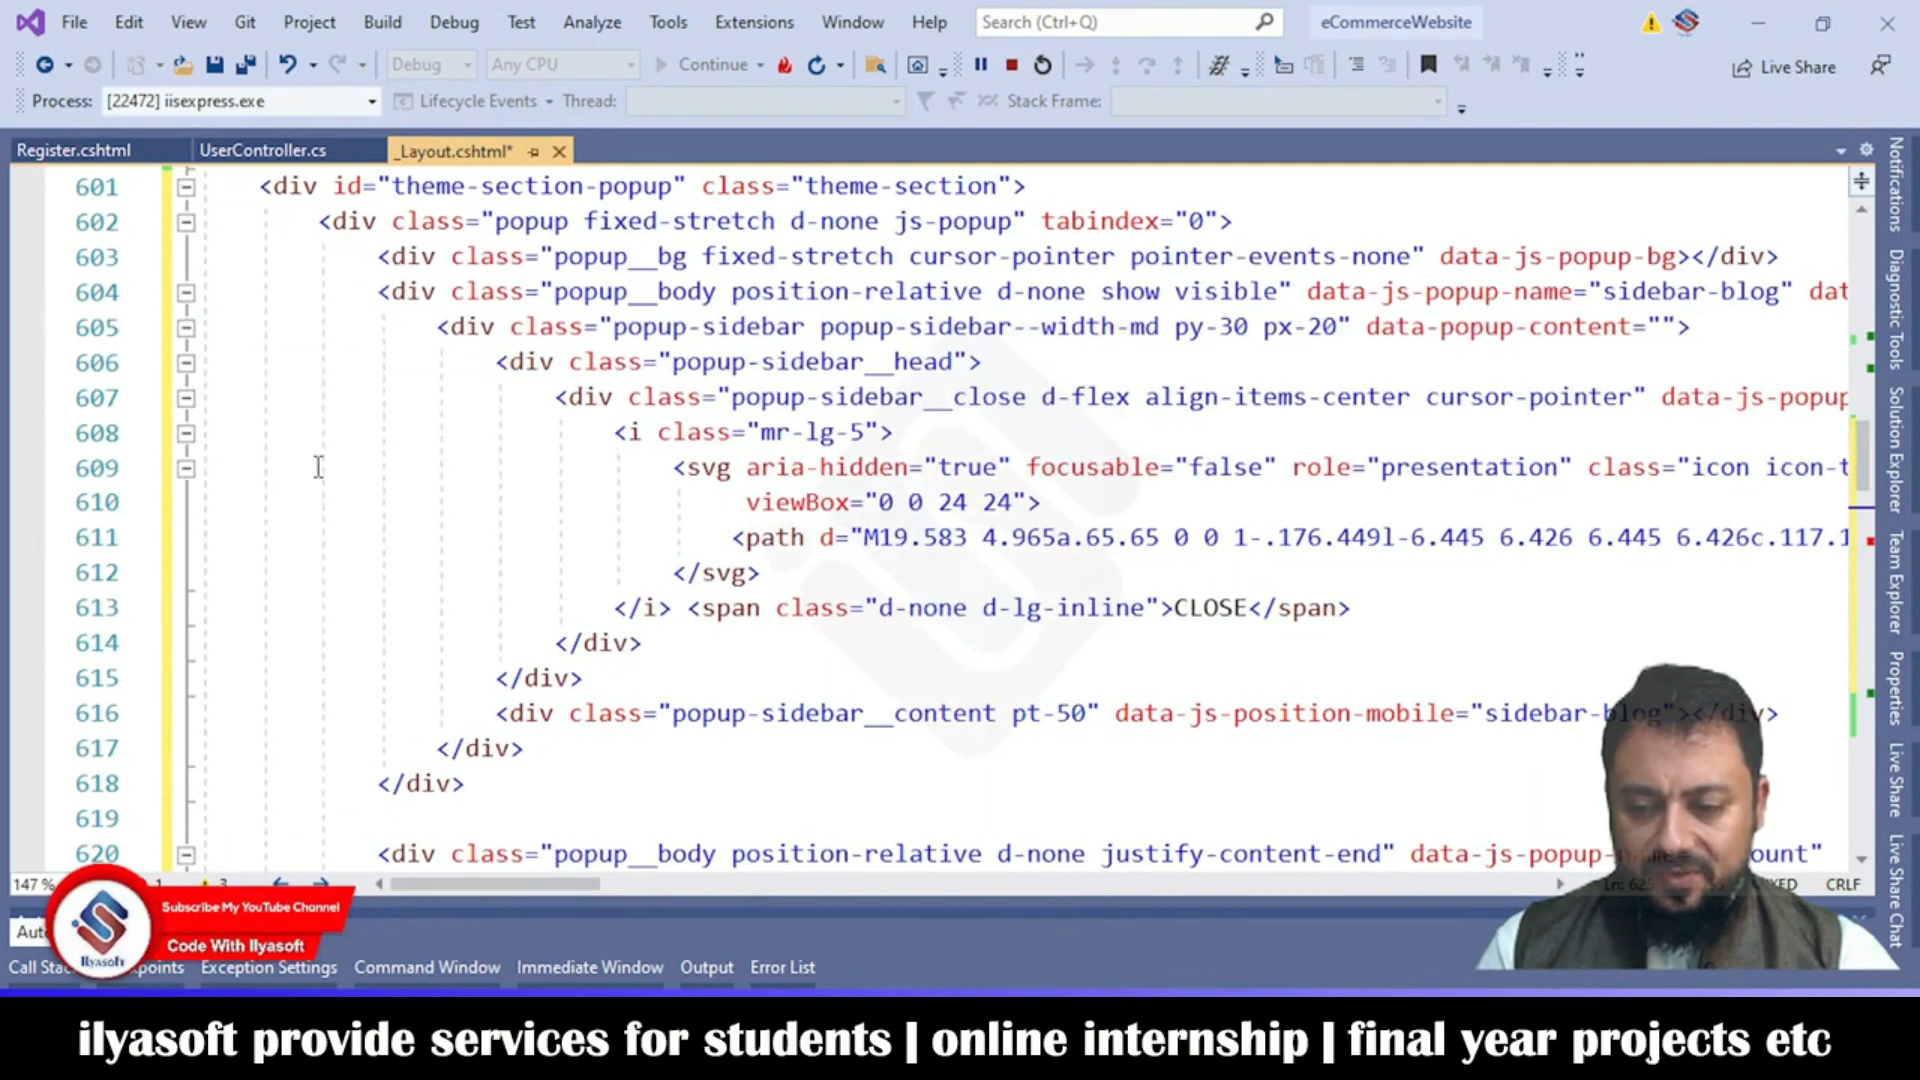 File Edit View Git Project Build Debug Test Analyze Tools Extensions Window Help Search (Ctrl+Q) eCommerceWebsite
Debug Any CPU Continue Live Share
Process: [22472] iisexpress.exe Lifecycle Events Thread: Stack Frame:
Register.cshtml UserController.cs _Layout.cshtml*
601 <div id="theme-section-popup" class="theme-section">
602 <div class="popup fixed-stretch d-none js-popup" tabindex="0">
603 <div class="popup__bg fixed-stretch cursor-pointer pointer-events-none" data-js-popup-bg></div>
604 <div class="popup__body position-relative d-none show visible" data-js-popup-name="sidebar-blog" dat
605 <div class="popup-sidebar popup-sidebar--width-md py-30 px-20" data-popup-content="">
606 <div class="popup-sidebar__head">
607 <div class="popup-sidebar__close d-flex align-items-center cursor-pointer" data-js-popup
608 <i class="mr-lg-5">
609 <svg aria-hidden="true" focusable="false" role="presentation" class="icon icon-t
610 viewBox="0 0 24 24">
611 <path d="M19.583 4.965a.65.65 0 0 1-.176.449l-6.445 6.426 6.445 6.426c.117.1
612 </svg>
613 </i> <span class="d-none d-lg-inline">CLOSE</span>
614 </div>
615 </div>
616 <div class="popup-sidebar__content pt-50" data-js-position-mobile="sidebar-blog"></div>
617 </div>
618 </div>
619
620 <div class="popup__body position-relative d-none justify-content-end" data-js-popup-n ount"
147 % 3 Ln: 625 CRLF
Subscribe My YouTube Channel
Code With Ilyasoft
Ilyasoft
Call Exception Settings Command Window Immediate Window Output Error List
Notifications
Diagnostic Tools
Solution Explorer
Team Explorer
Properties
Live Share
Live Share Chat
ilyasoft provide services for students | online internship | final year projects etc